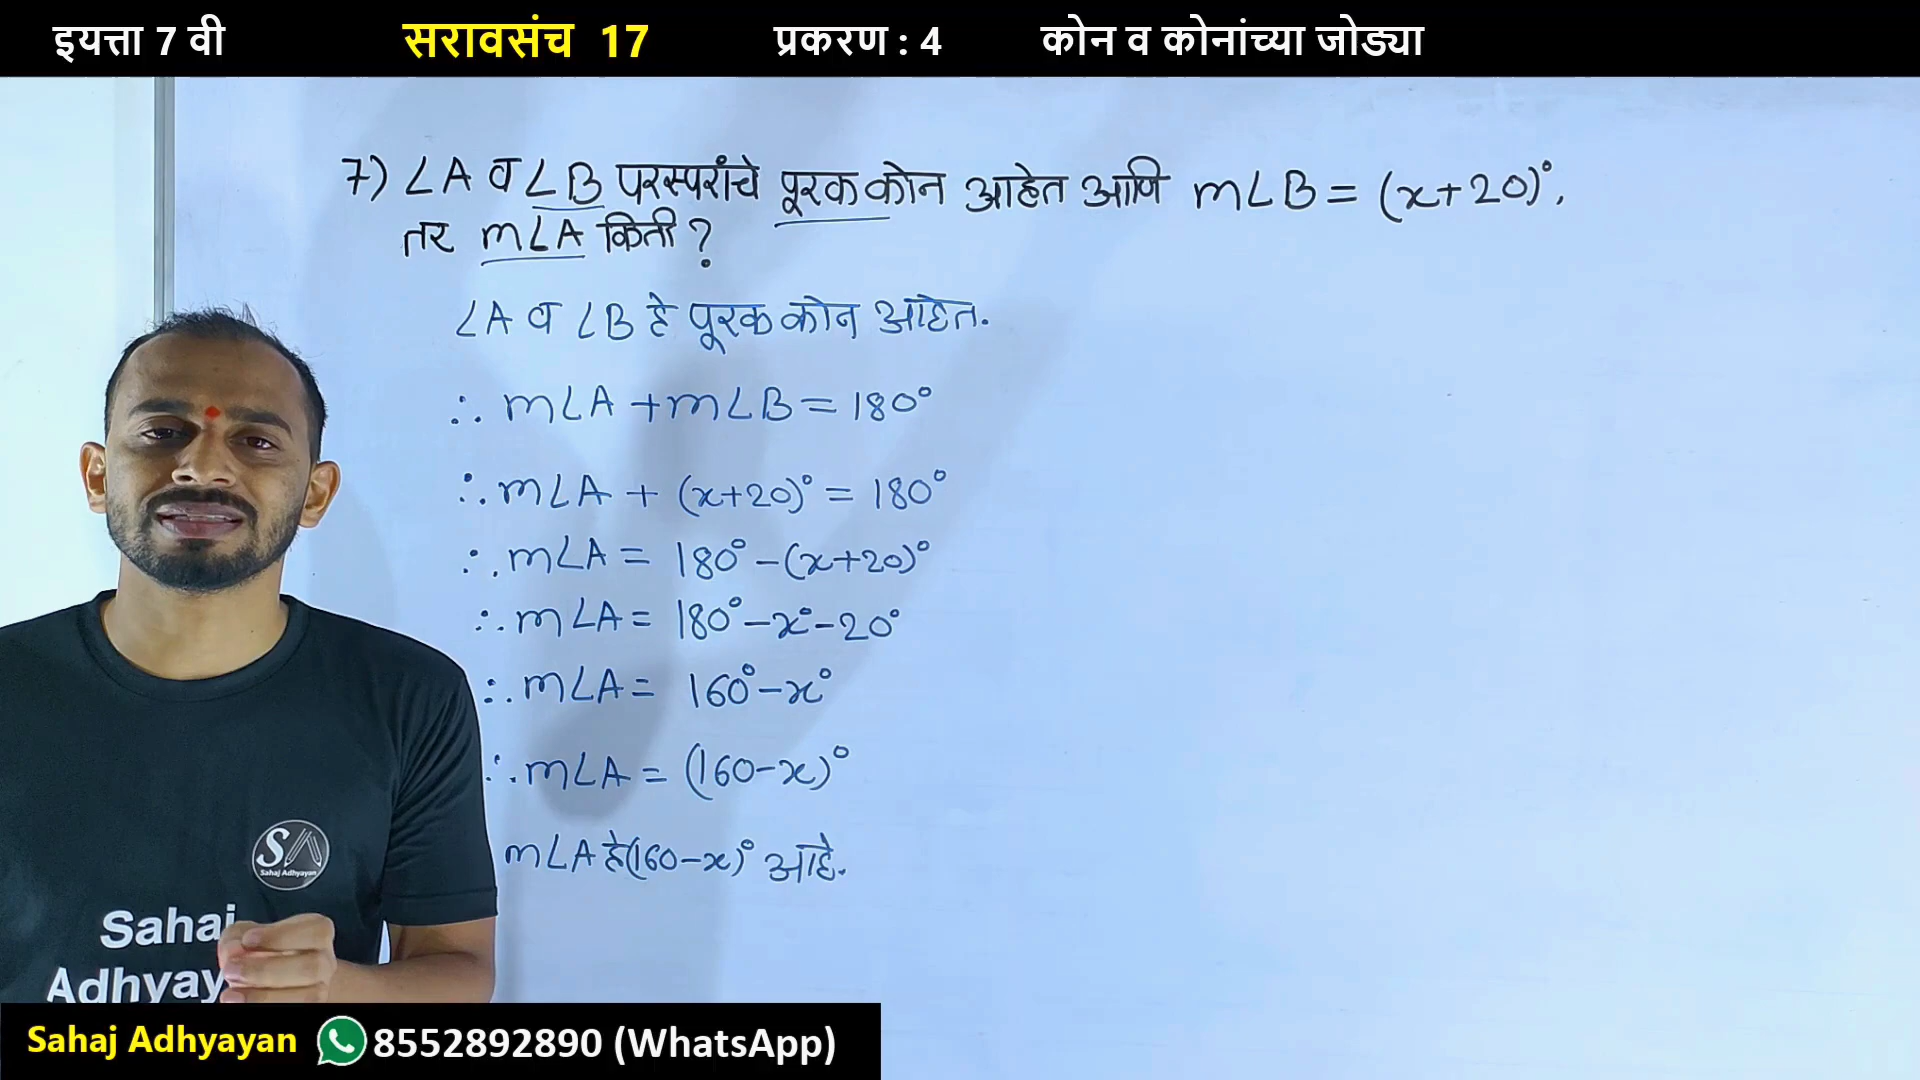 इयत्ता 7 वी सरावसंच 17 प्रकरण : 4 कोन व कोनांच्या जोड्या
7) ∠A व ∠B परस्परांचे पूरक कोन आहेत आणि m∠B = (x+20)°,
तर m∠A किती ?
∠A व ∠B हे पूरक कोन आहेत.
∴ m∠A + m∠B = 180°
∴ m∠A + (x+20)° = 180°
∴ m∠A = 180° - (x+20)°
∴ m∠A = 180° - x° - 20°
∴ m∠A = 160° - x°
∴ m∠A = (160-x)°
m∠A हे (160-x)° आहे.
SA
Sahaj Adhyayan
Sahaj
Adhyay
Sahaj Adhyayan 8552892890 (WhatsApp)